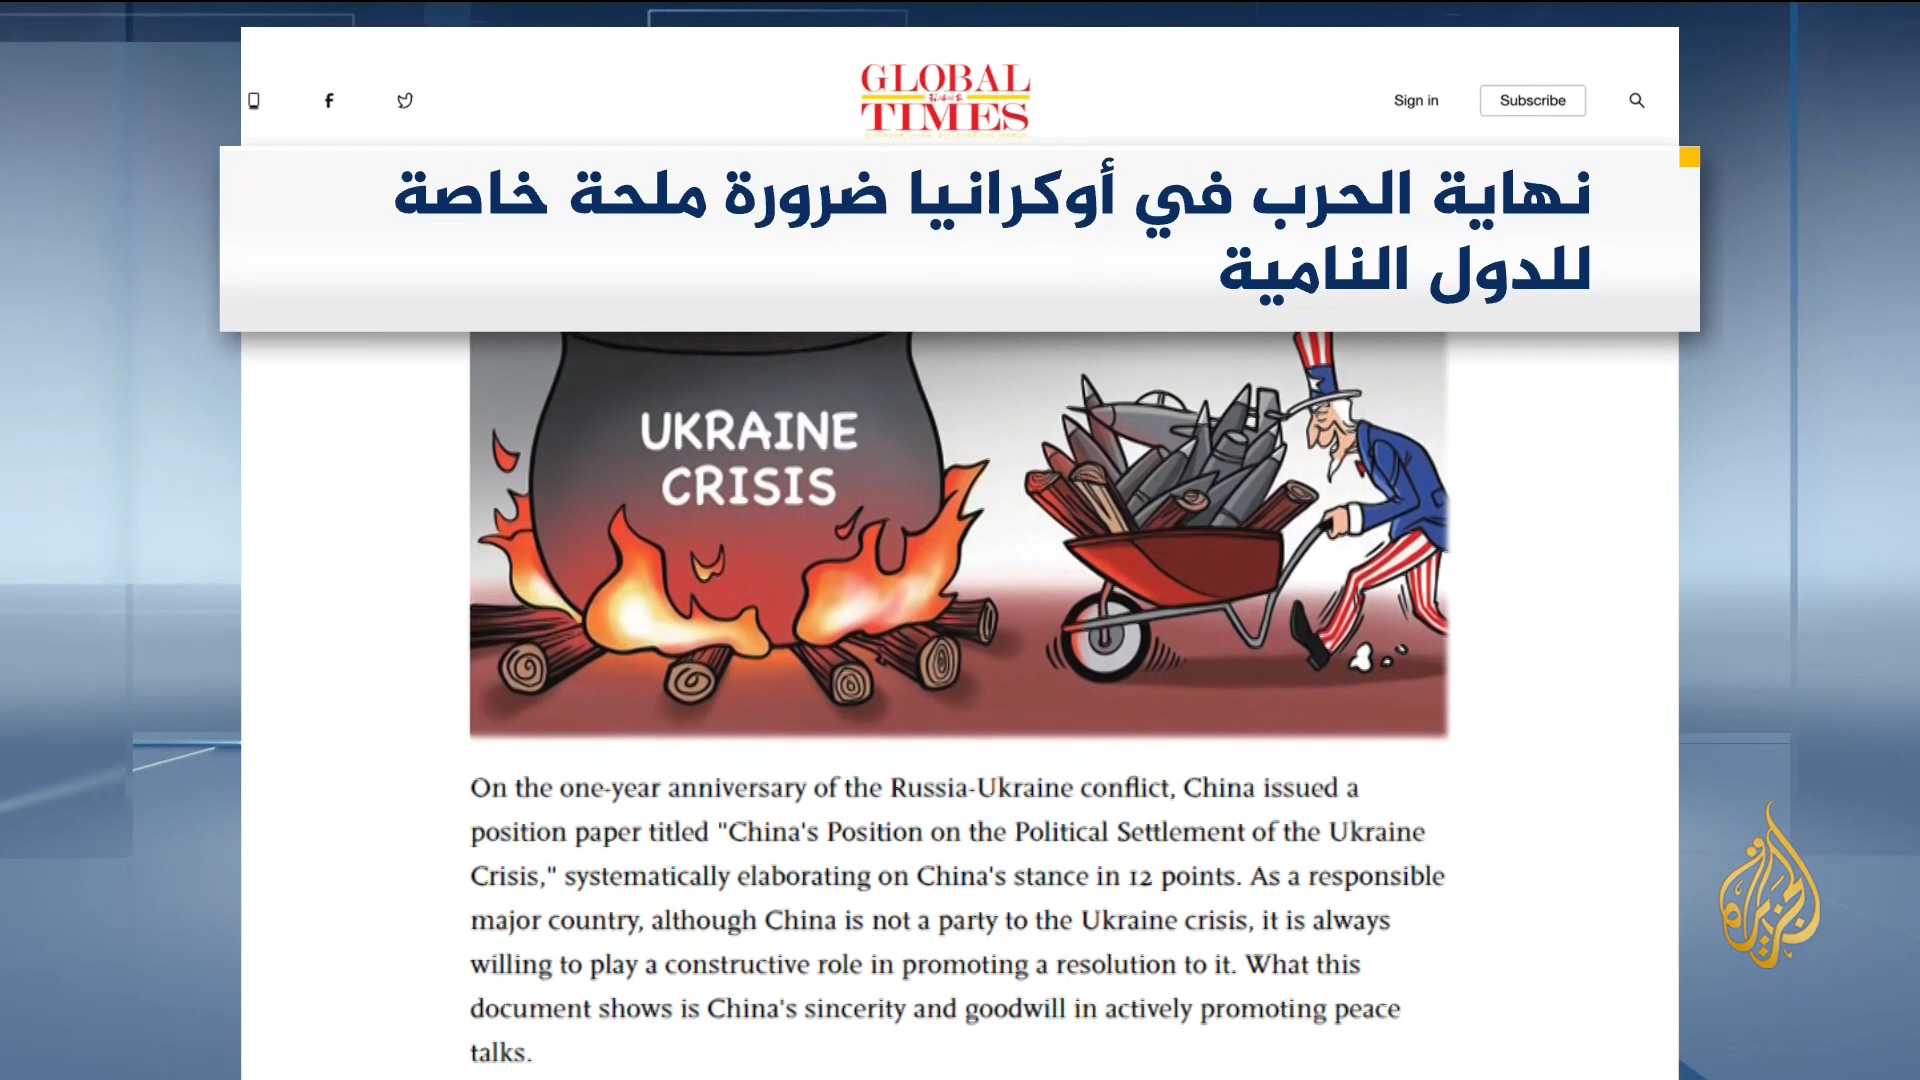 GLOBAL
TIMES
Sign in
Subscribe
نهاية الحرب في أوكرانيا ضرورة ملحة خاصة
للدول النامية
UKRAINE
CRISIS
On the one-year anniversary of the Russia-Ukraine conflict, China issued a
position paper titled "China's Position on the Political Settlement of the Ukraine
Crisis," systematically elaborating on China's stance in 12 points. As a responsible
major country, although China is not a party to the Ukraine crisis, it is always
willing to play a constructive role in promoting a resolution to it. What this
document shows is China's sincerity and goodwill in actively promoting peace
talks.
الجزيرة